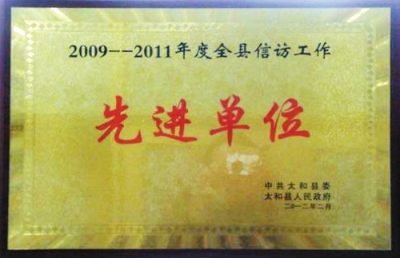 2009--2011年度全县信访工作
先进单位
中共太和县委
太和县人民政府
二〇一二年二月